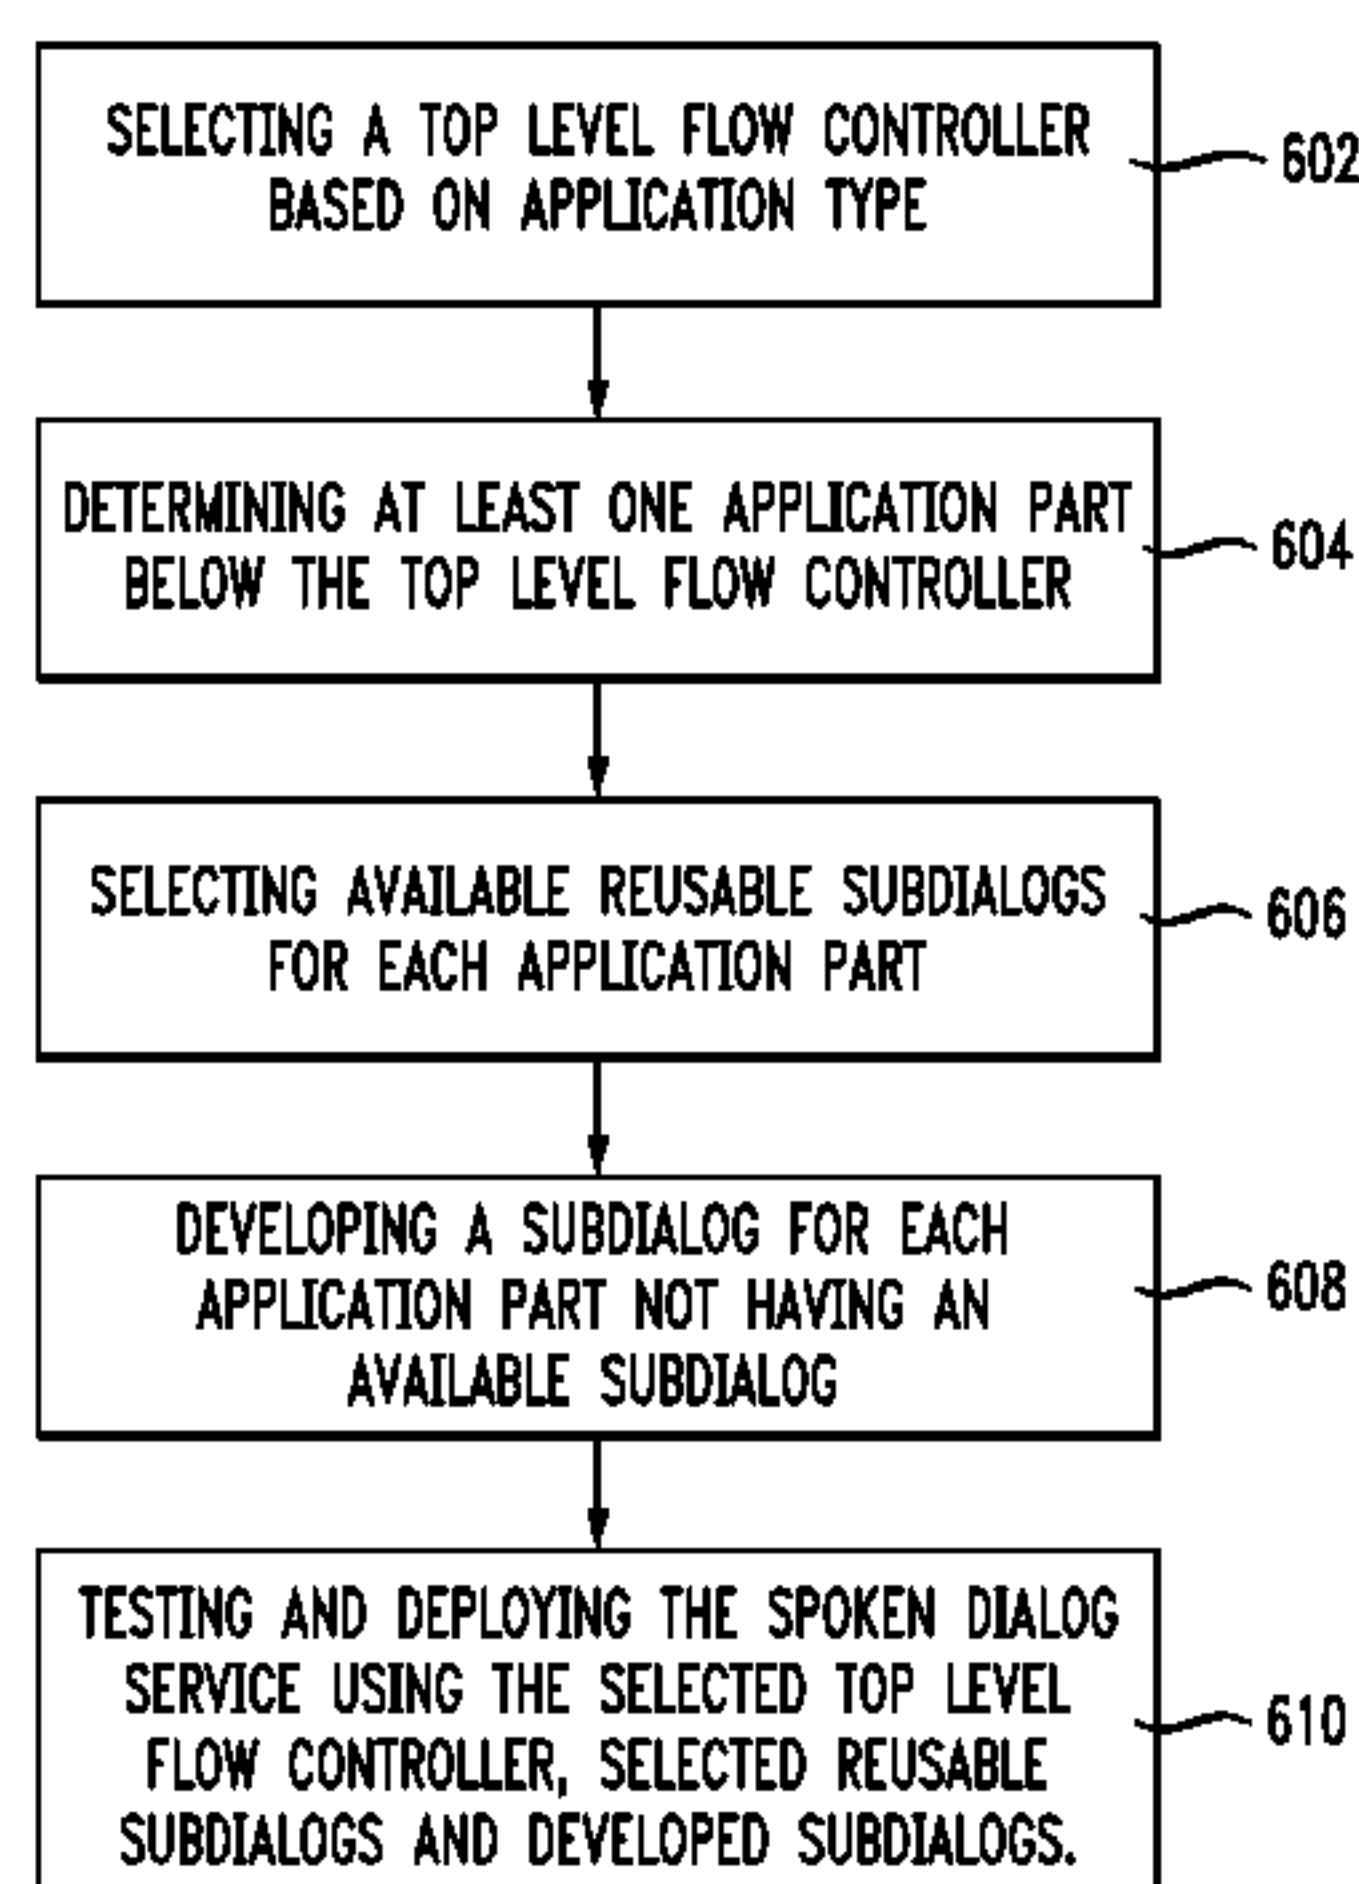 SELECTING A TOP LEVEL FLOW CONTROLLER
BASED ON APPLICATION TYPE
602
DETERMINING AT LEAST ONE APPLICATION PART
BELOW THE TOP LEVEL FLOW CONTROLLER
604
SELECTING AVAILABLE REUSABLE SUBDIALOGS
FOR EACH APPLICATION PART
606
DEVELOPING A SUBDIALOG FOR EACH
APPLICATION PART NOT HAVING AN
AVAILABLE SUBDIALOG
608
TESTING AND DEPLOYING THE SPOKEN DIALOG
SERVICE USING THE SELECTED TOP LEVEL
FLOW CONTROLLER, SELECTED REUSABLE
SUBDIALOGS AND DEVELOPED SUBDIALOGS.
610